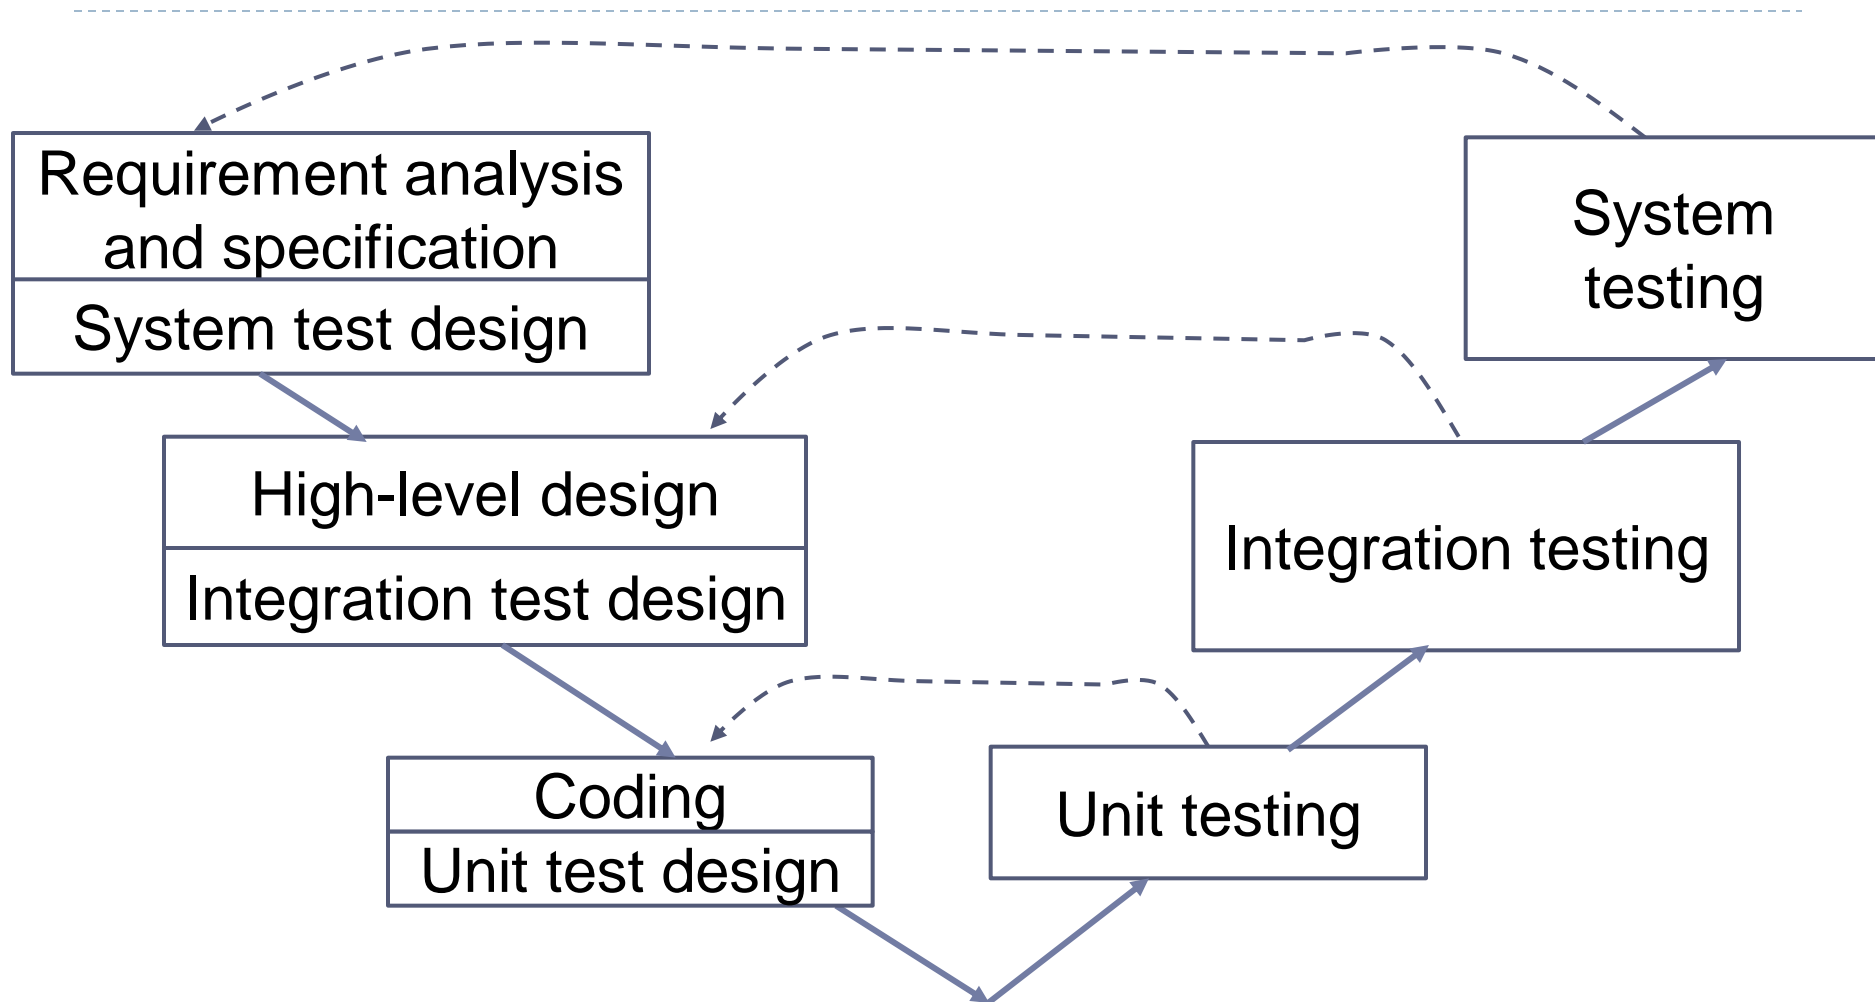 Requirement analysis
and specification
System test design
System
testing
High-level design
Integration test design
Integration testing
Coding
Unit test design
Unit testing